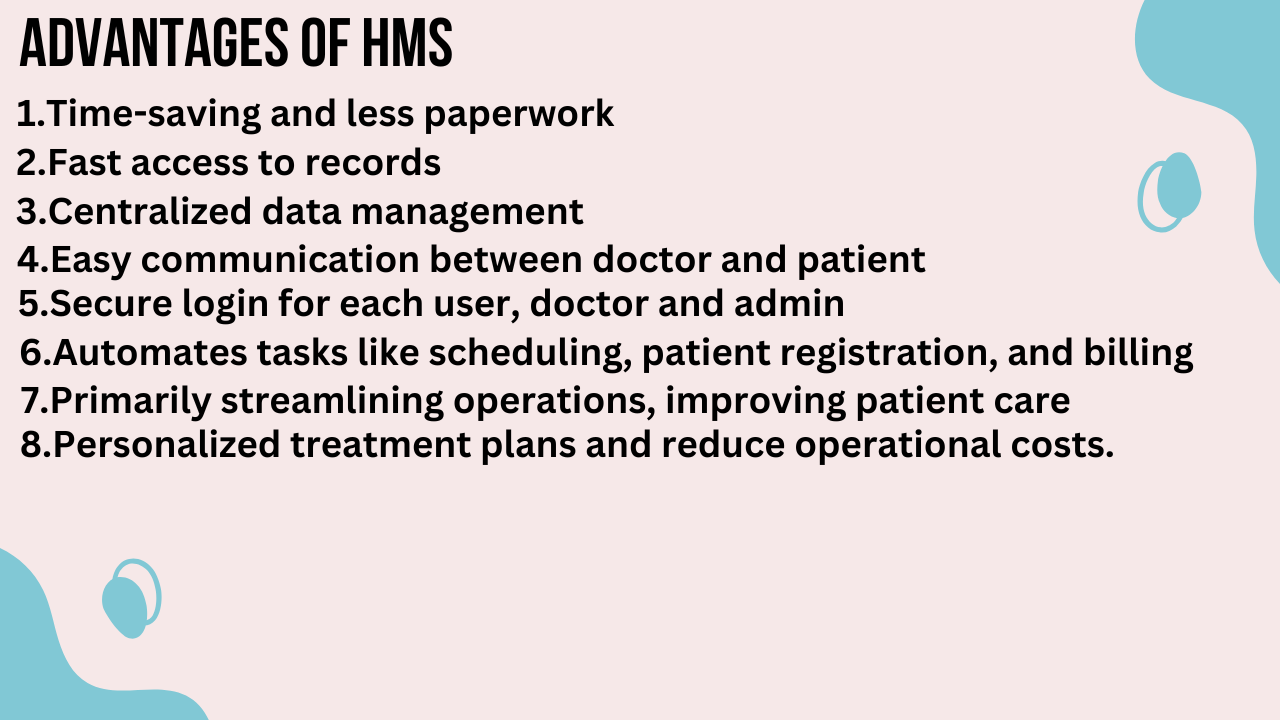 ADVANTAGES OF HMS
1.Time-saving and less paperwork
2.Fast access to records
3.Centralized data management
4.Easy communication between doctor and patient
5.Secure login for each user, doctor and admin
6.Automates tasks like scheduling, patient registration, and billing
7.Primarily streamlining operations, improving patient care
8.Personalized treatment plans and reduce operational costs.